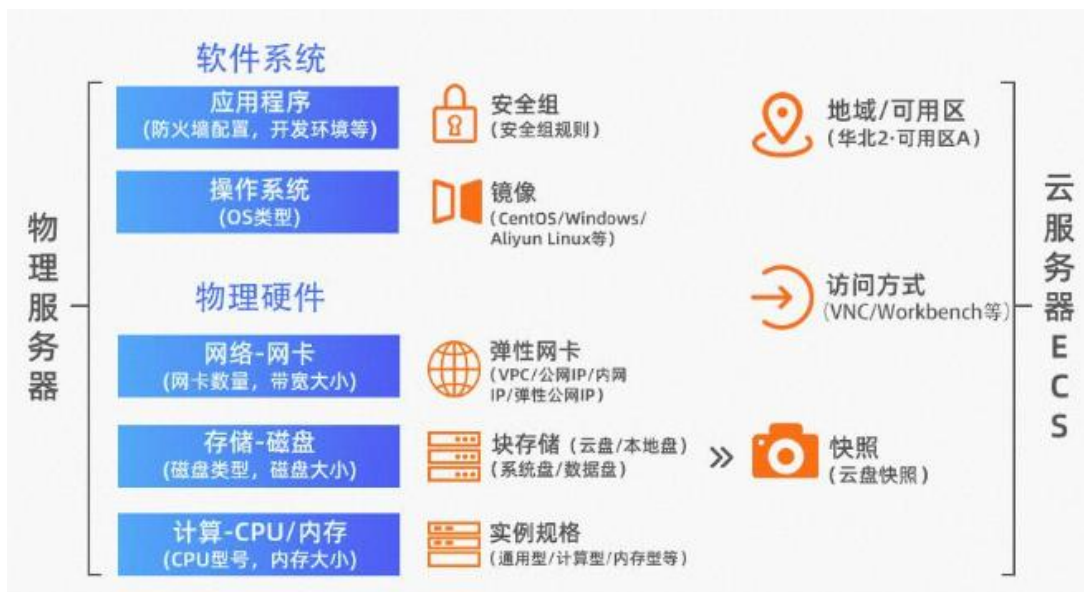 物理服务器
软件系统
应用程序
(防火墙配置，开发环境等)
操作系统
(OS类型)
物理硬件
网络-网卡
(网卡数量，带宽大小)
存储-磁盘
(磁盘类型，磁盘大小)
计算-CPU/内存
(CPU型号，内存大小)
安全组
(安全组规则)
镜像
(CentOS/Windows/
Aliyun Linux等)
弹性网卡
(VPC/公网IP/内网
IP/弹性公网IP)
块存储（云盘/本地盘）
(系统盘/数据盘)
实例规格
(通用型/计算型/内存型等)
地域/可用区
(华北2·可用区A)
访问方式
(VNC/Workbench等)
快照
(云盘快照)
云服务器ECS